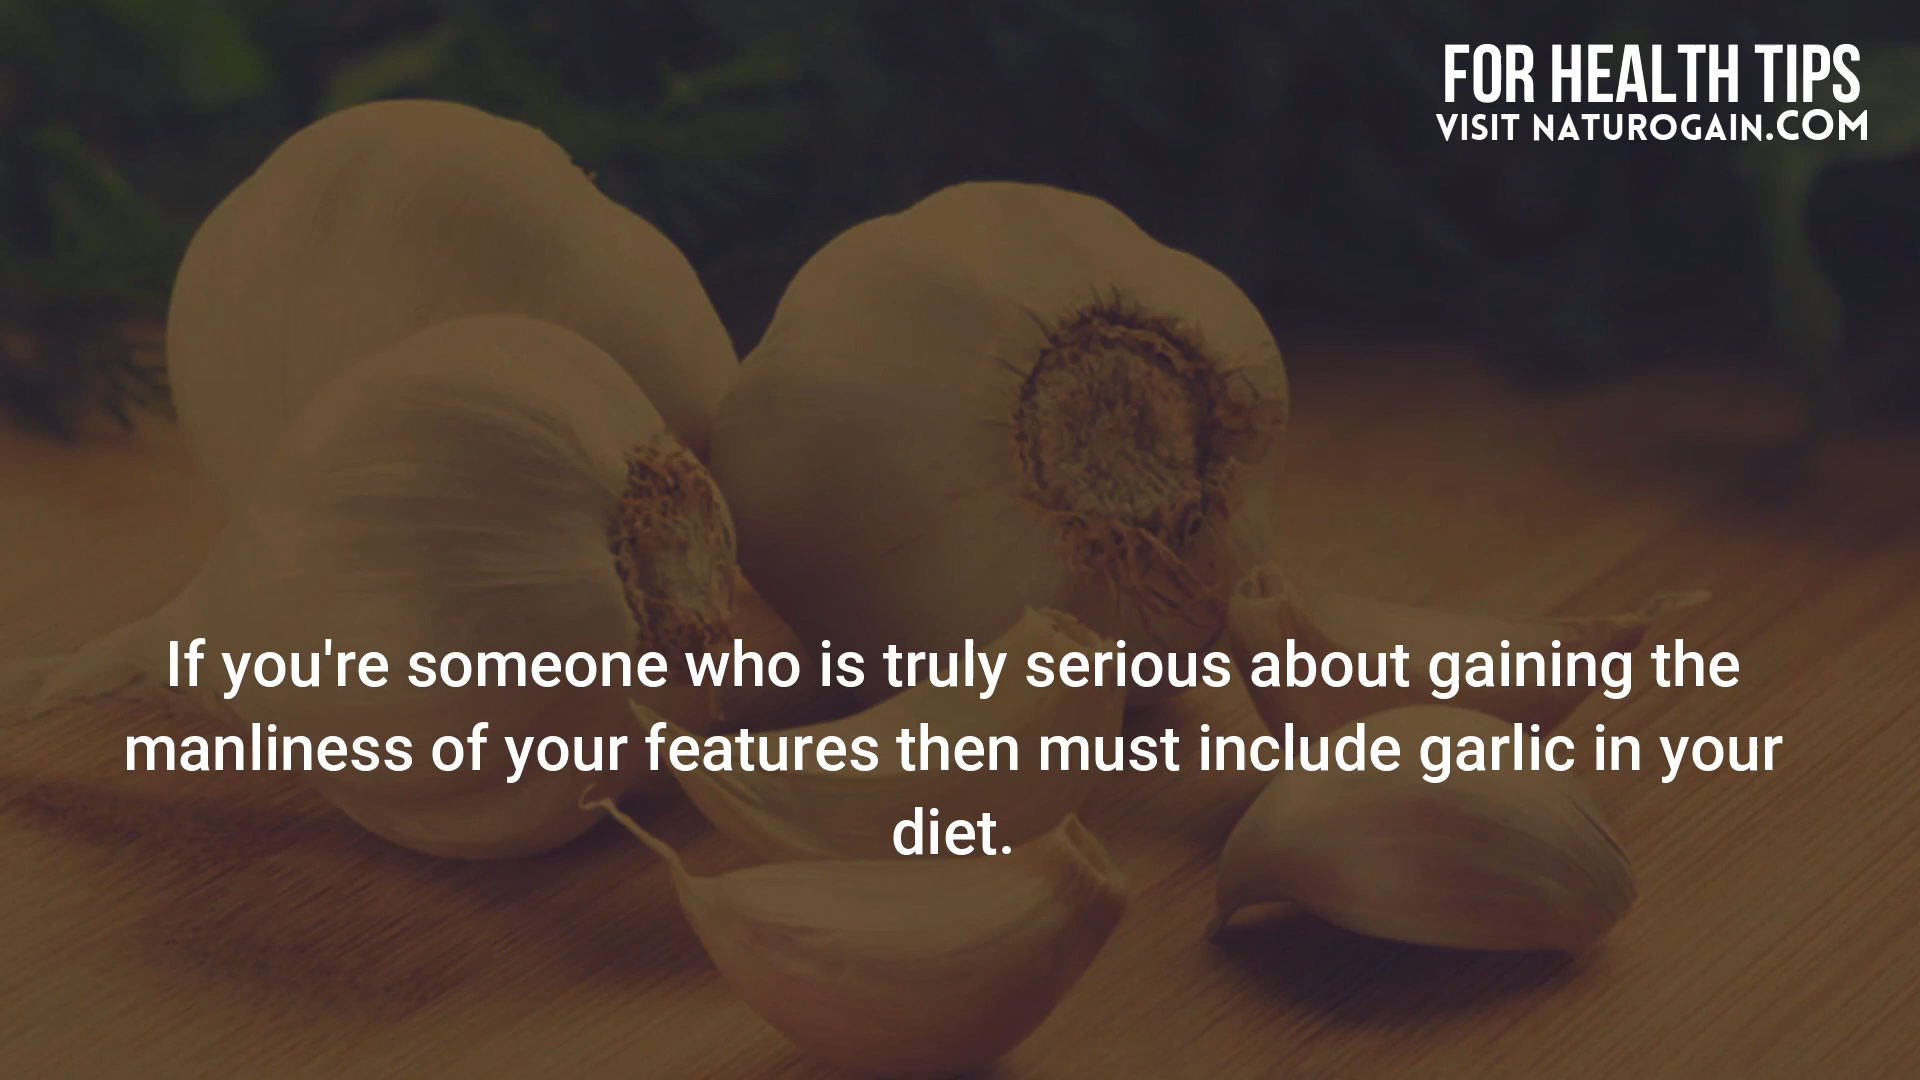 FOR HEALTH TIPS
VISIT NATUROGAIN.COM
If you're someone who is truly serious about gaining the
manliness of your features then must include garlic in your
diet.